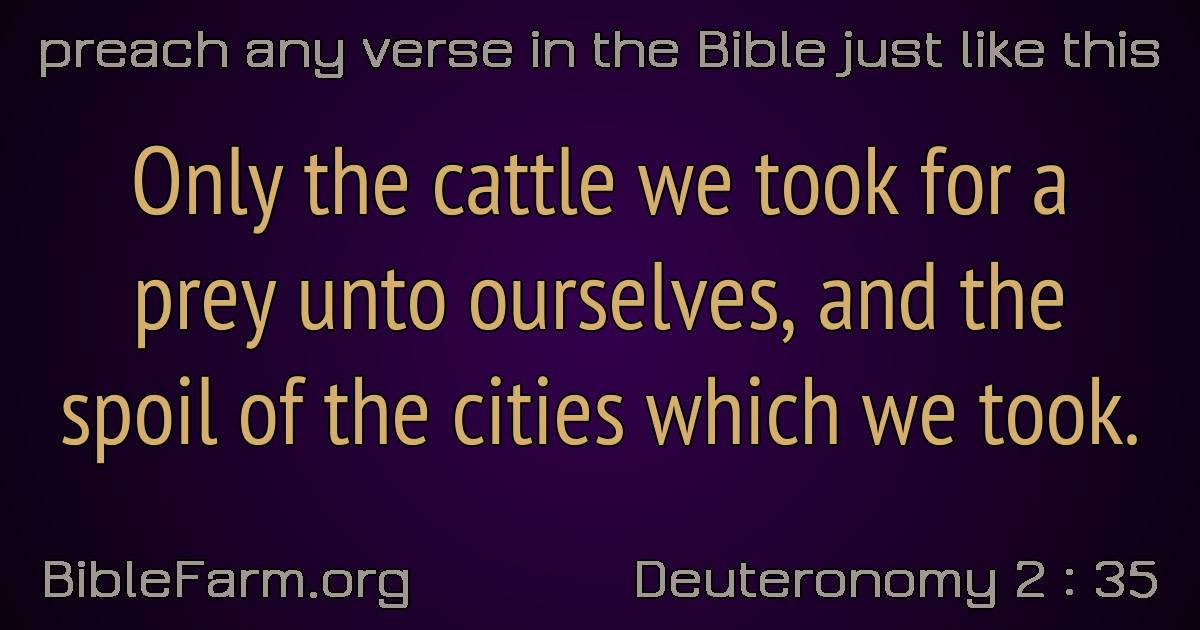 preach any verse in the Bible just like this
Only the cattle we took for a
prey unto ourselves, and the
spoil of the cities which we took.
BibleFarm.org
Deuteronomy 2 : 35